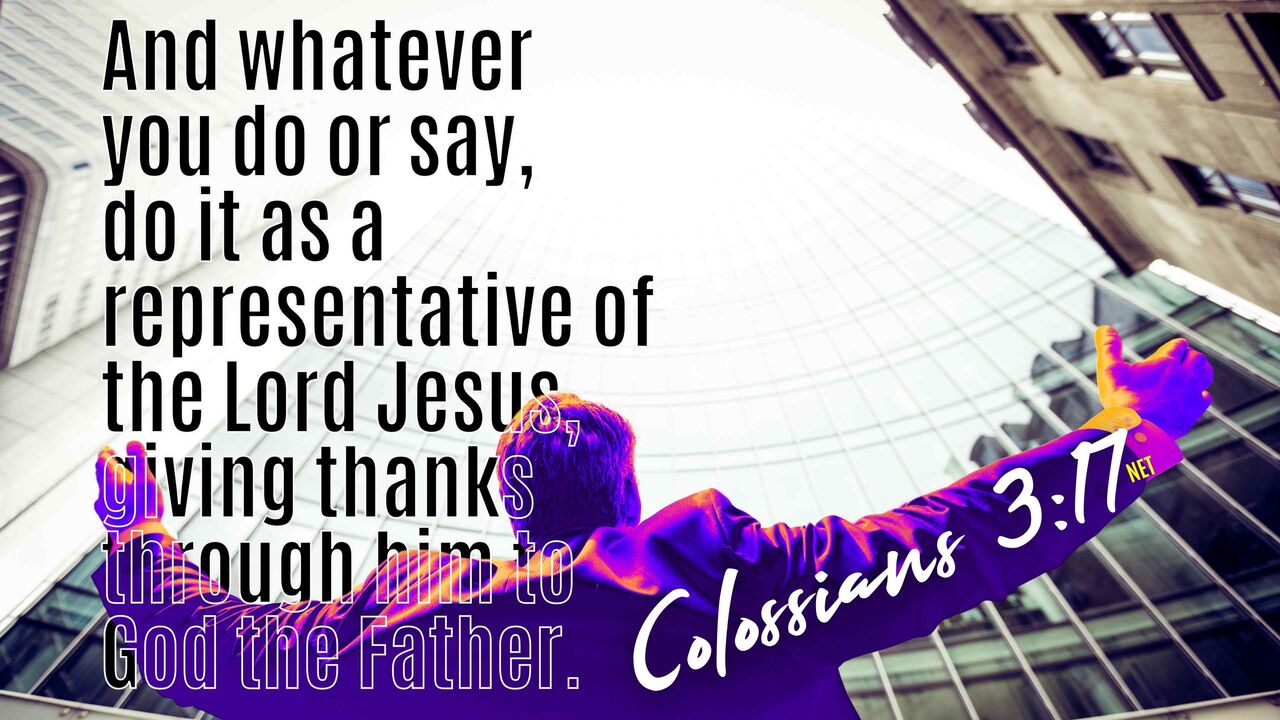 And whatever
you do or say,
do it as a
representative of
the Lord Jesus,
giving thanks
through him to
God the Father.
Colossians 3:17
NET